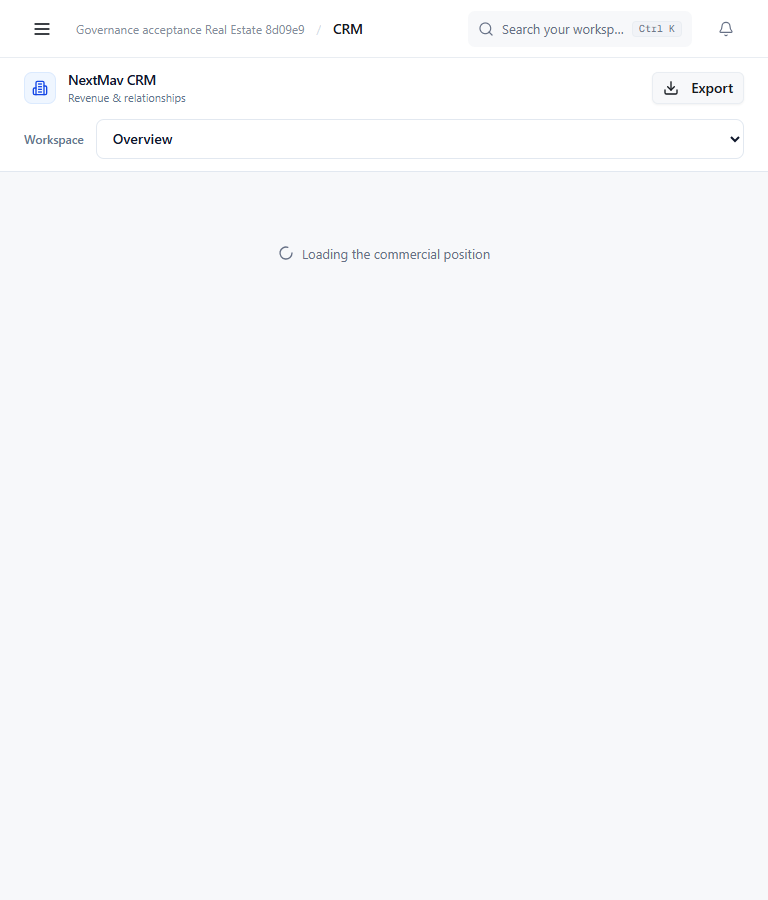 Governance acceptance Real Estate 8d09e9 / CRM
Search your worksp... Ctrl K
NextMav CRM
Revenue & relationships
Export
Workspace
Overview
Loading the commercial position